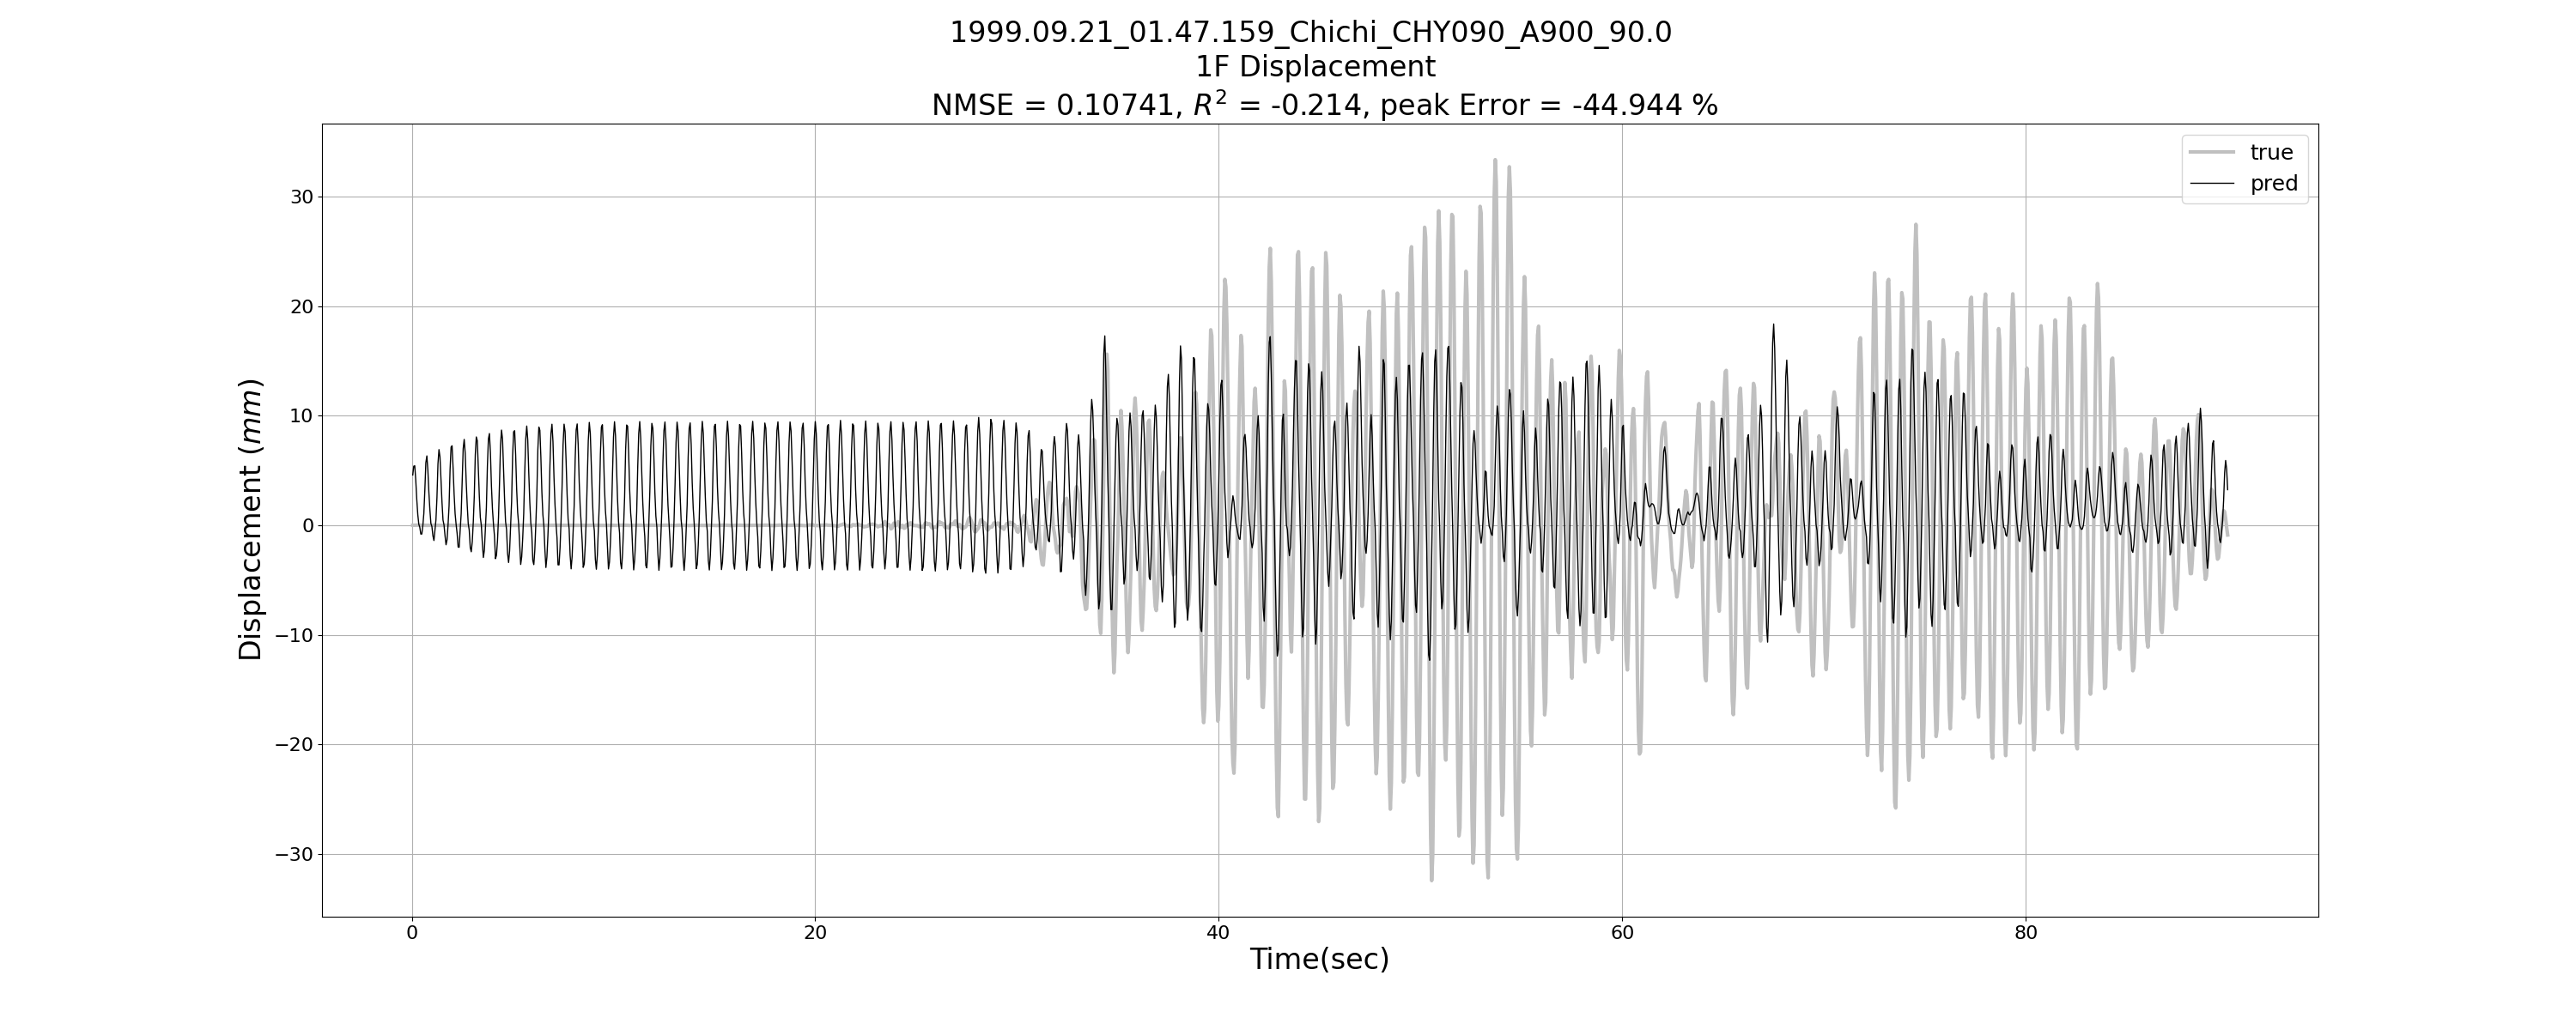 1999.09.21_01.47.159_Chichi_CHY090_A900_90.0
1F Displacement
NMSE = 0.10741, R² = -0.214, peak Error = -44.944 %
true
pred
30
20
10
0
−10
−20
−30
Displacement (mm)
0 20 40 60 80
Time(sec)